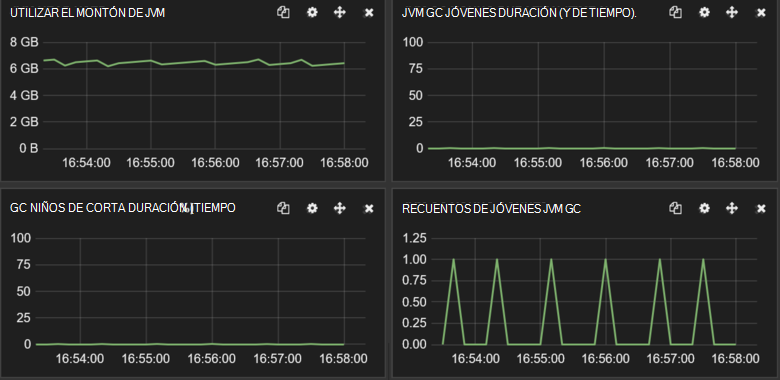 UTILIZAR EL MONTÓN DE JVM
8 GB
6 GB
4 GB
2 GB
0 B
16:54:00 16:55:00 16:56:00 16:57:00 16:58:00
JVM GC JÓVENES DURACIÓN (Y DE TIEMPO).
100
75
50
25
0
16:54:00 16:55:00 16:56:00 16:57:00 16:58:00
GC NIÑOS DE CORTA DURACIÓ TIEMPO
100
75
50
25
0
16:54:00 16:55:00 16:56:00 16:57:00 16:58:00
RECUENTOS DE JÓVENES JVM GC
1.25
1.00
0.75
0.50
0.25
0.00
16:54:00 16:55:00 16:56:00 16:57:00 16:58:00